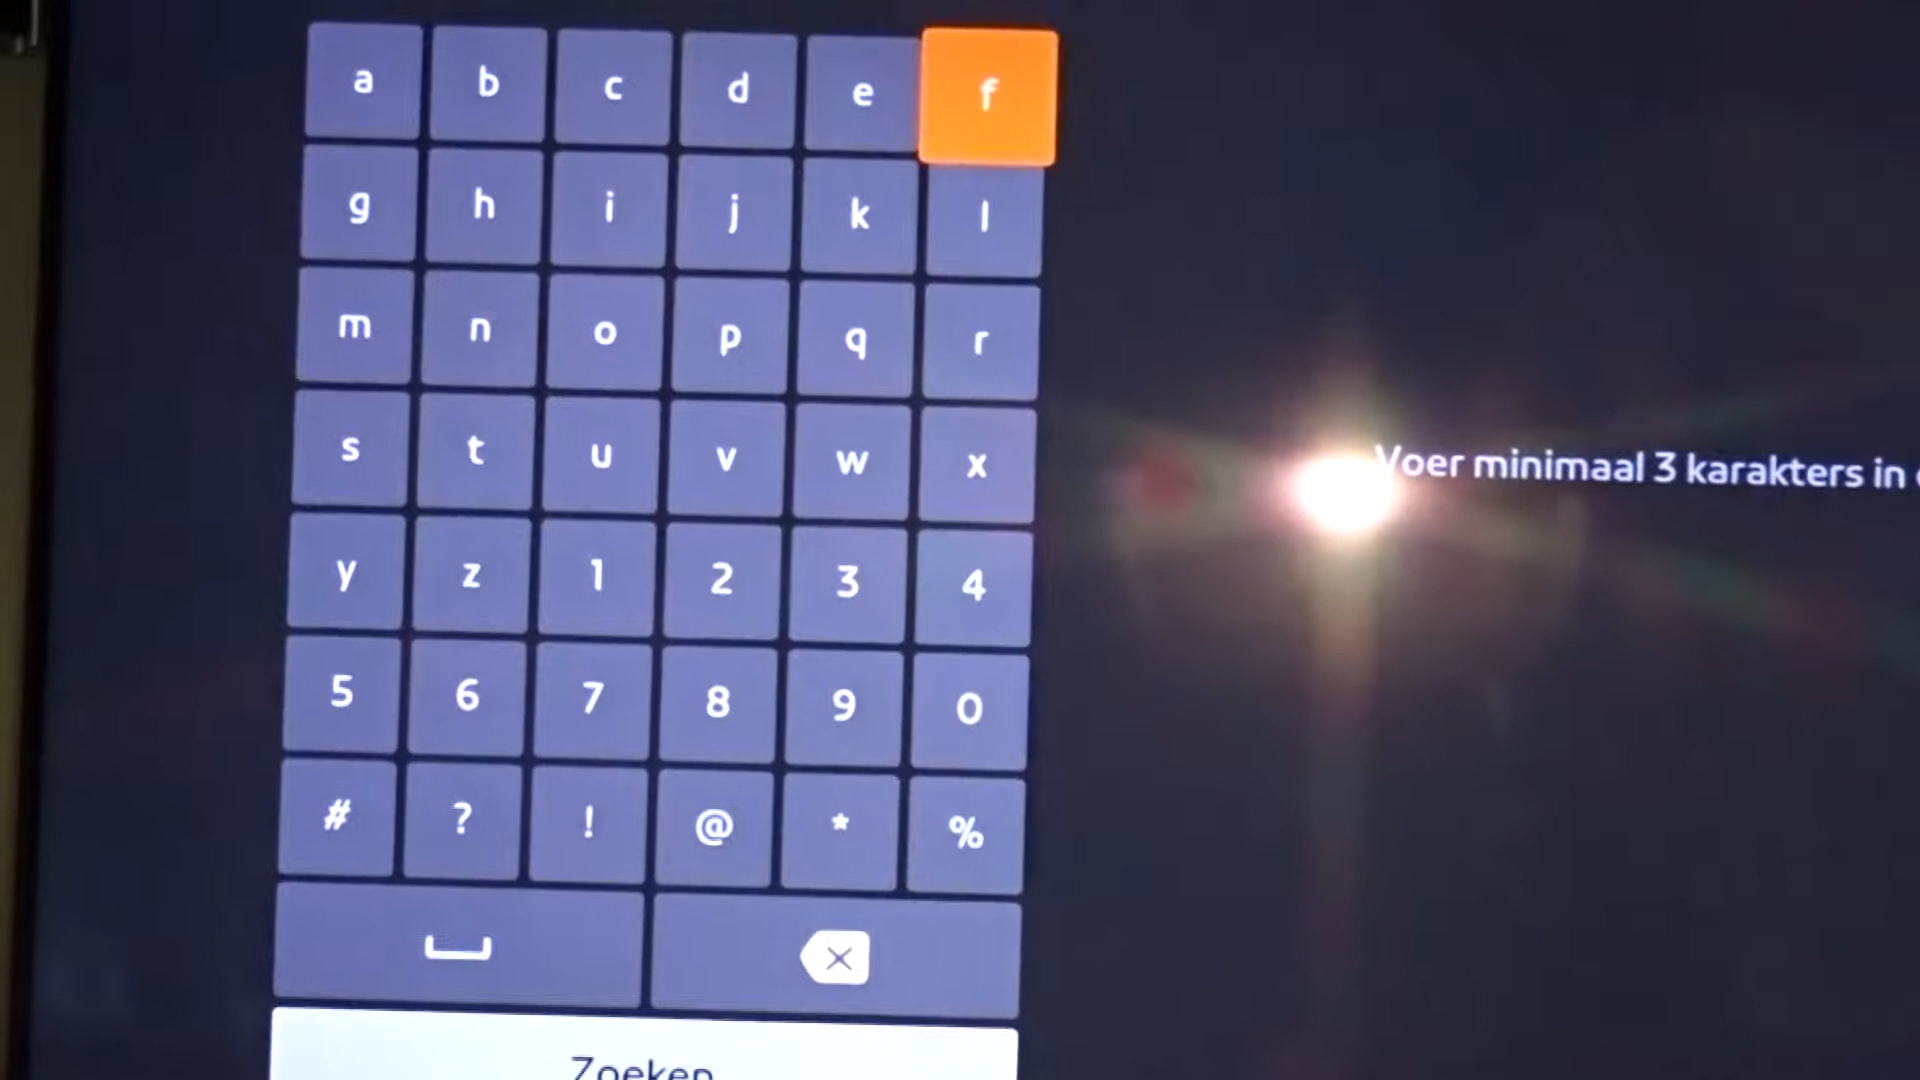 a b c d e f
g h i j k l
m n o p q r
s t u v w x
y z 1 2 3 4
5 6 7 8 9 0
# ? ! @ * %
Voer minimaal 3 karakters in
Zoeken